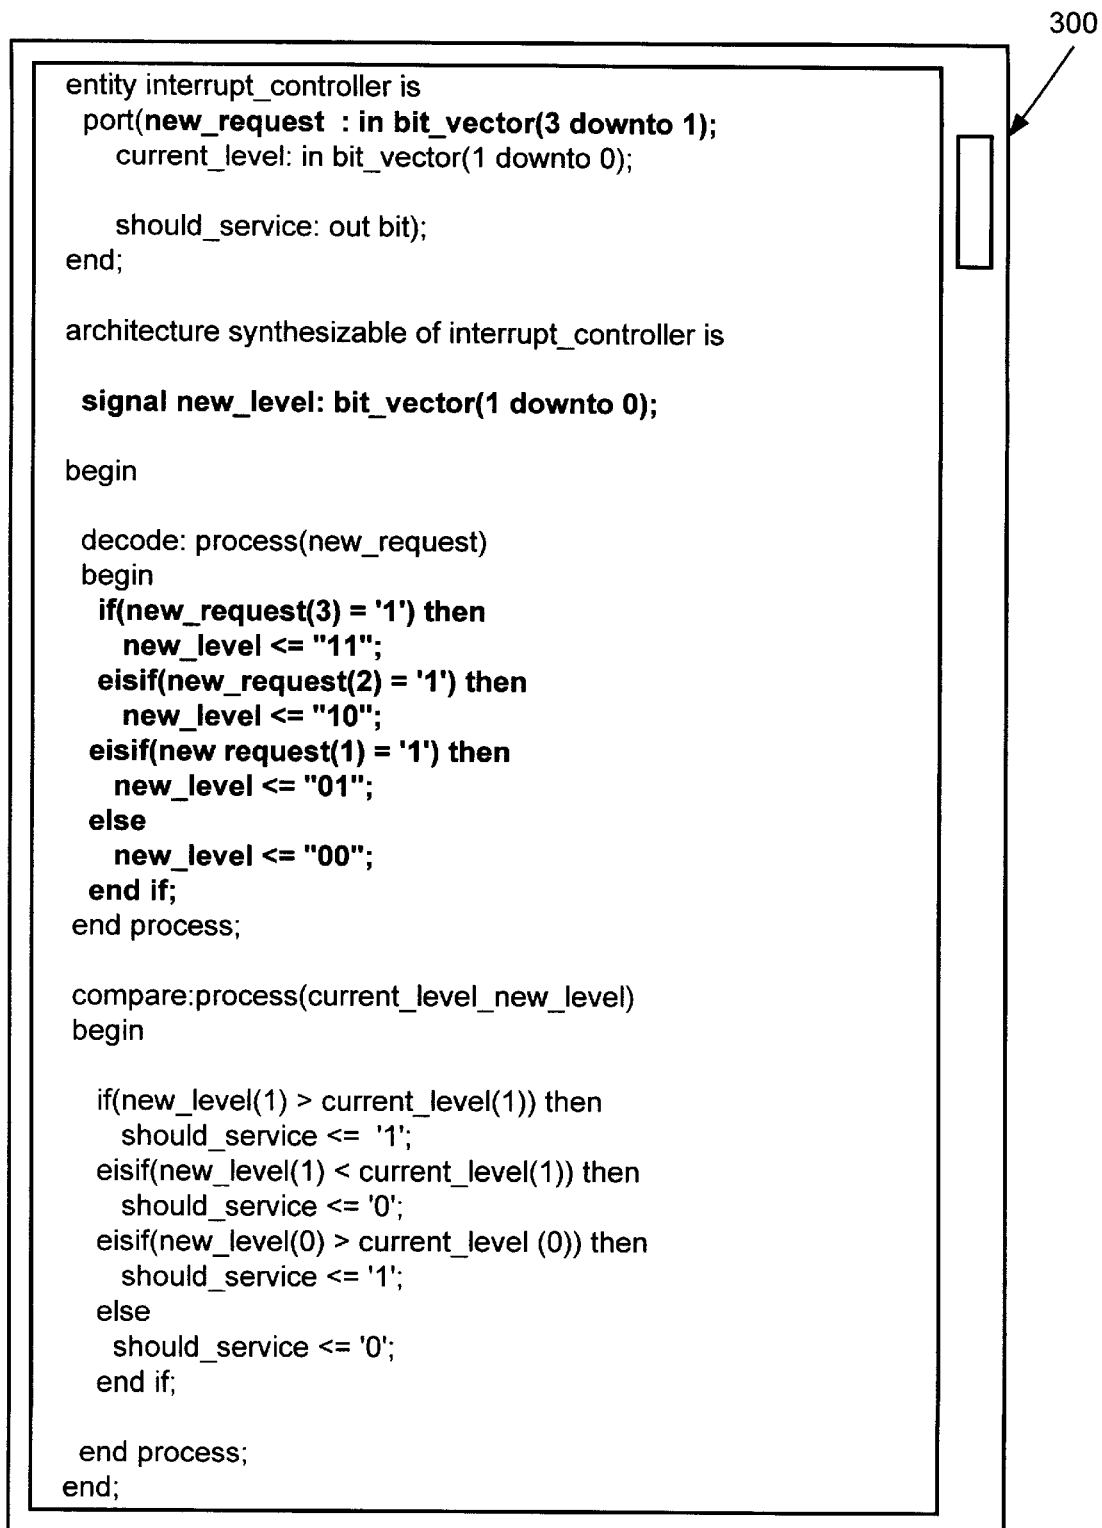 300
entity interrupt_controller is
port(new_request : in bit_vector(3 downto 1);
current_level: in bit_vector(1 downto 0);
should_service: out bit);
end;
architecture synthesizable of interrupt_controller is
signal new_level: bit_vector(1 downto 0);
begin
decode: process(new_request)
begin
if(new_request(3) = '1') then
new_level <= "11";
eisif(new_request(2) = '1') then
new_level <= "10";
eisif(new request(1) = '1') then
new_level <= "01";
else
new_level <= "00";
end if;
end process;
compare:process(current_level_new_level)
begin
if(new_level(1) > current_level(1)) then
should_service <= '1';
eisif(new_level(1) < current_level(1)) then
should_service <= '0';
eisif(new_level(0) > current_level (0)) then
should_service <= '1';
else
should_service <= '0';
end if;
end process;
end;